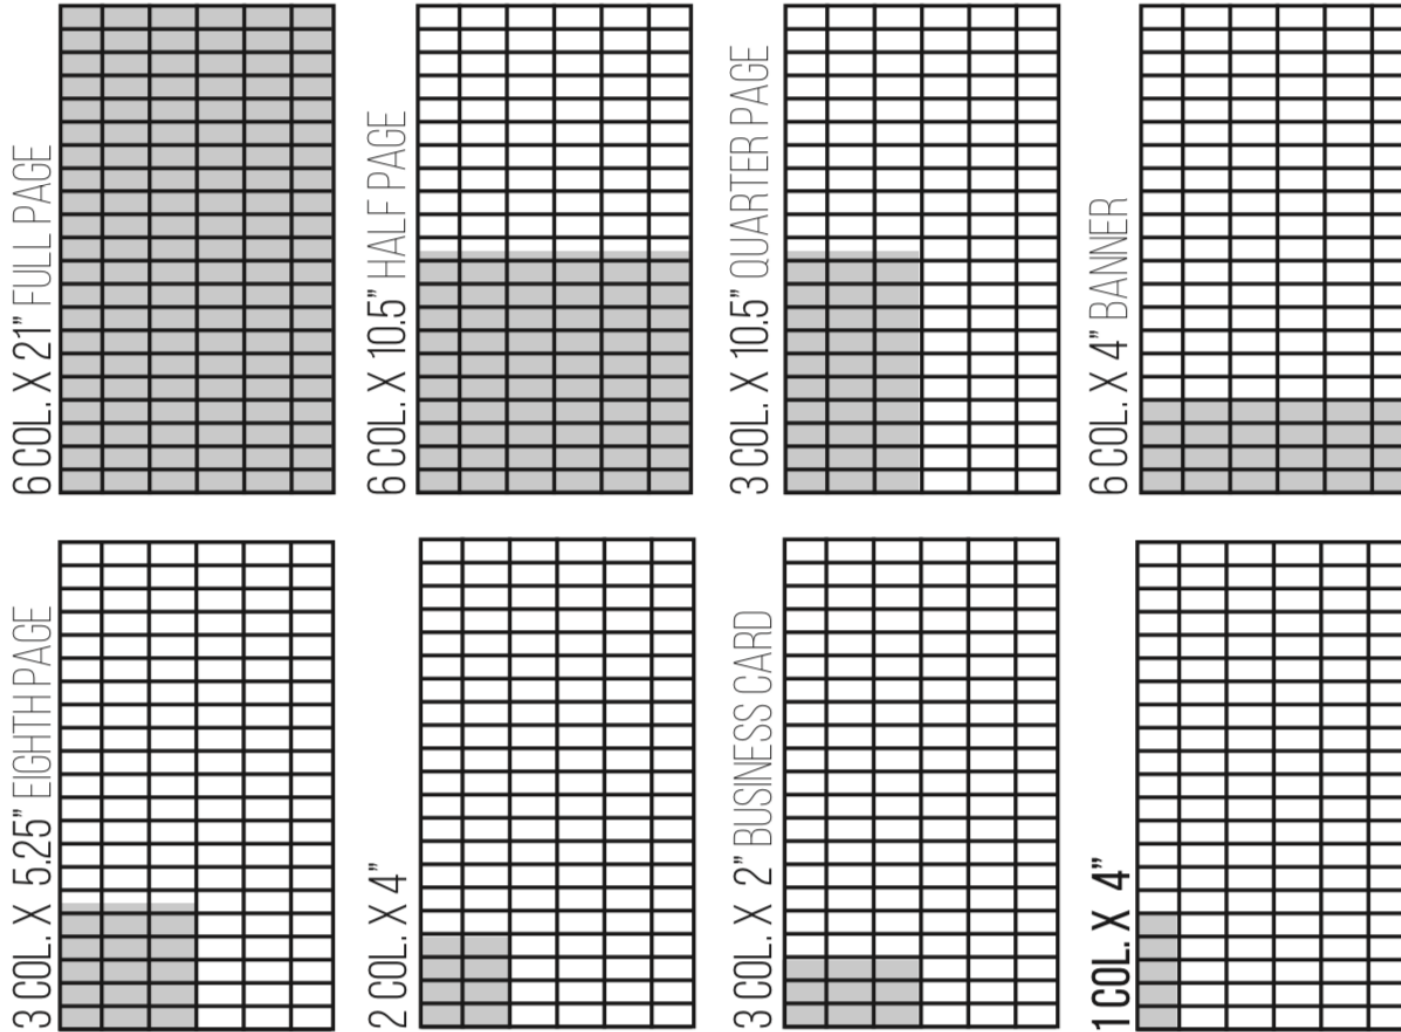 6 COL. X 21” FULL PAGE
6 COL. X 10.5” HALF PAGE
3 COL. X 10.5” QUARTER PAGE
6 COL. X 4” BANNER
3 COL. X 5.25” EIGHTH PAGE
2 COL. X 4”
3 COL. X 2” BUSINESS CARD
1 COL. X 4”